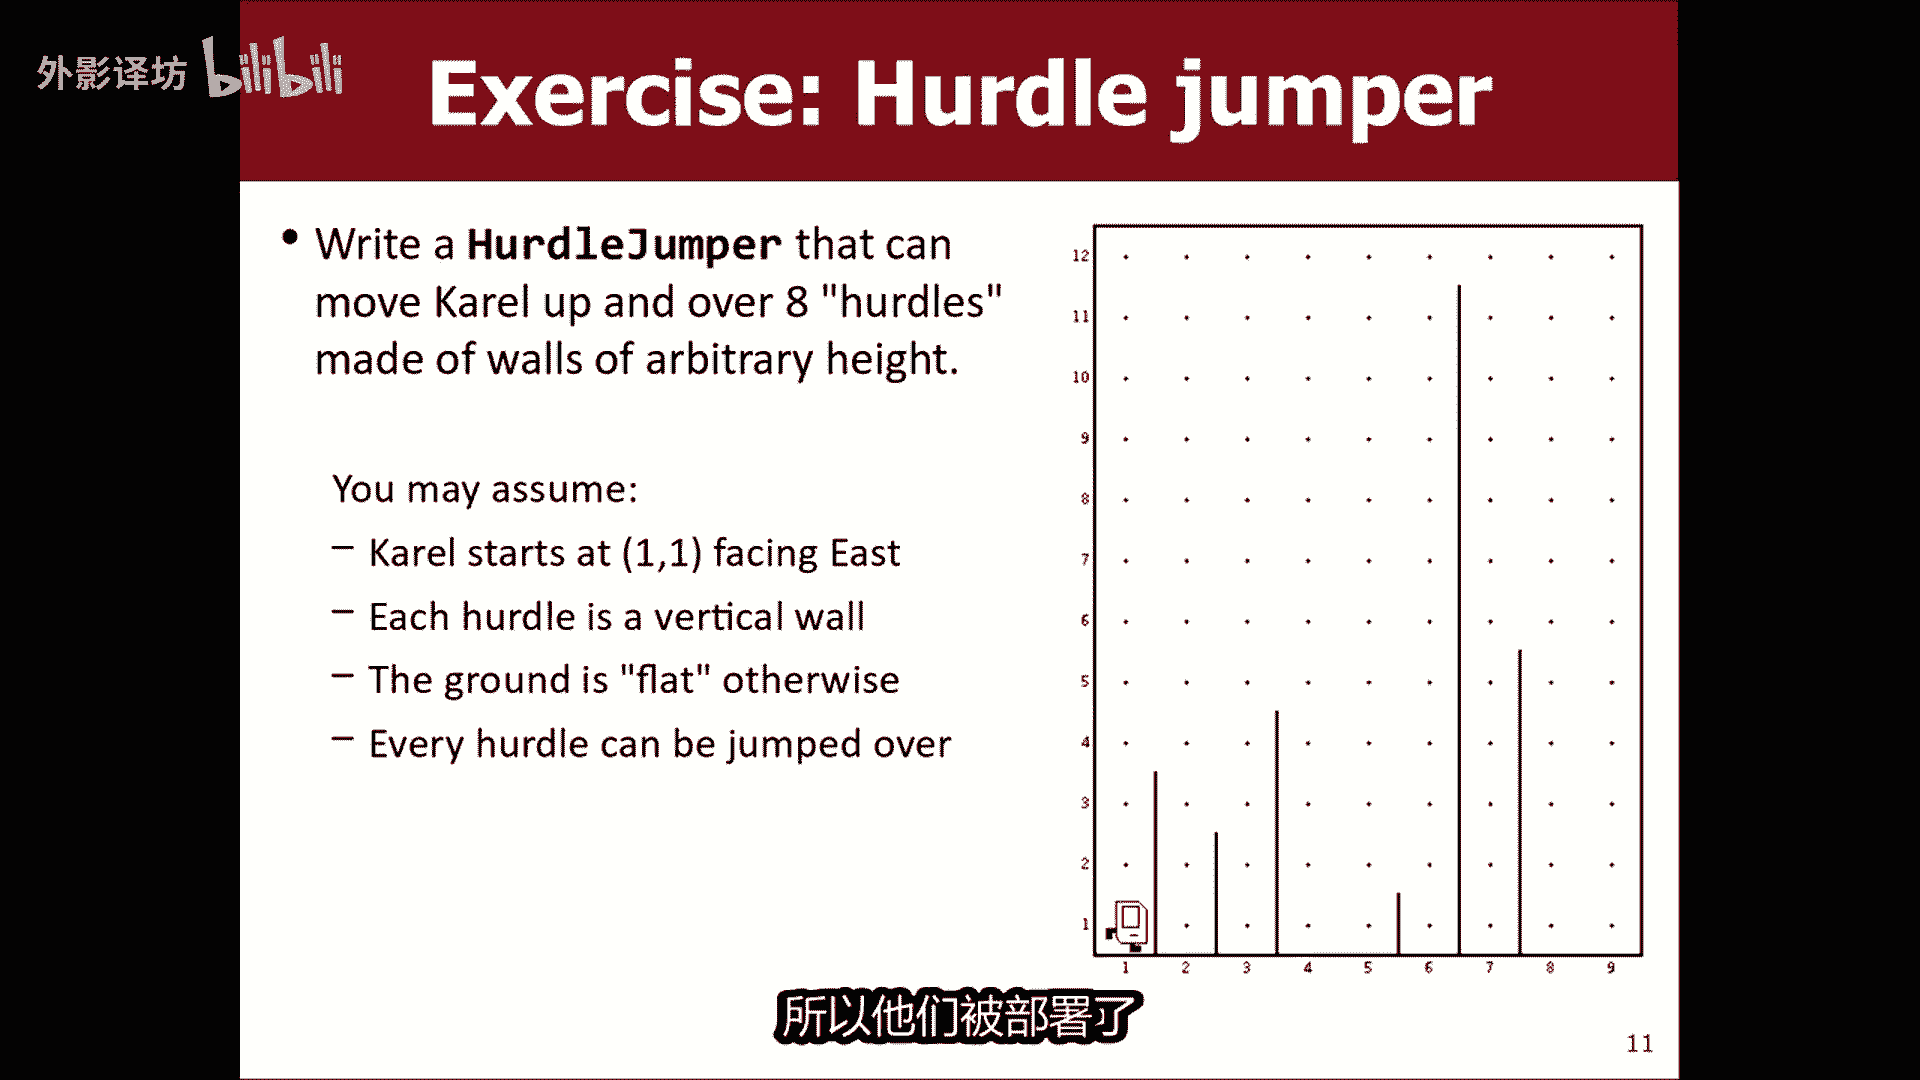 外影译坊 bilibili
Exercise: Hurdle jumper
• Write a HurdleJumper that can
move Karel up and over 8 "hurdles"
made of walls of arbitrary height.
You may assume:
– Karel starts at (1,1) facing East
– Each hurdle is a vertical wall
– The ground is "flat" otherwise
– Every hurdle can be jumped over
12
11
10
9
8
7
6
5
4
3
2
1
1 2 3 4 5 6 7 8 9
所以他们被部署了
11